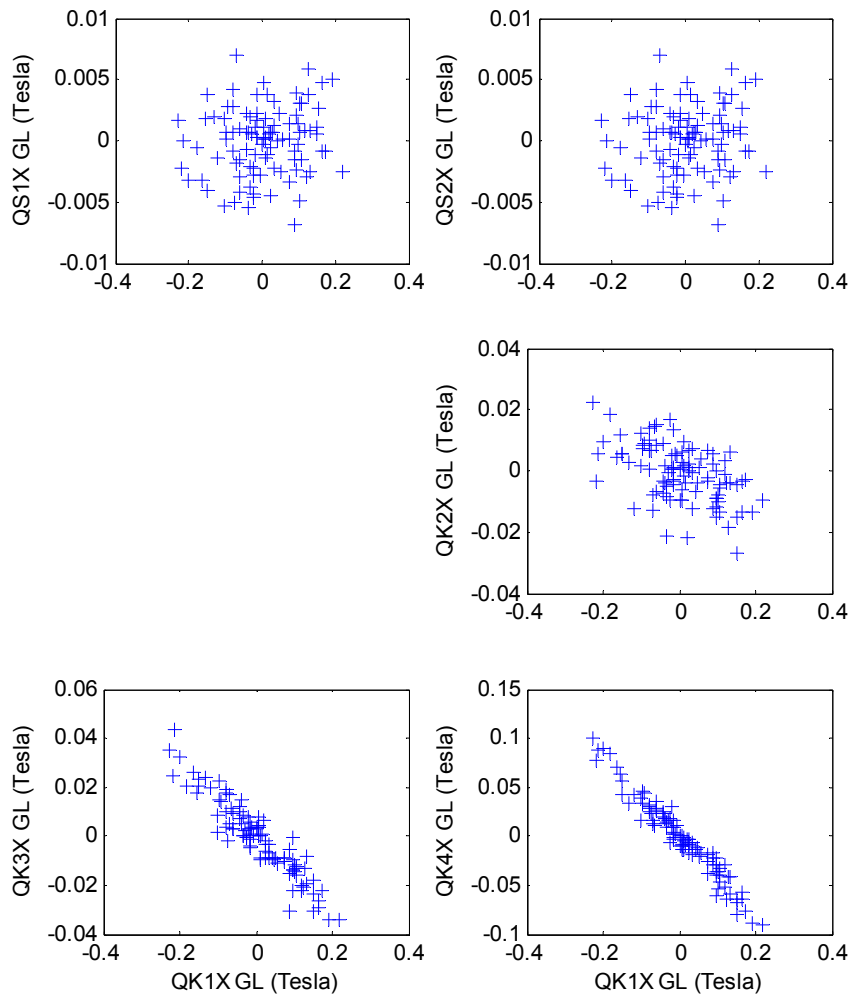 0.01
0.005
0
-0.005
-0.01
-0.4 -0.2 0 0.2 0.4
QS1X GL (Tesla)
0.01
0.005
0
-0.005
-0.01
-0.4 -0.2 0 0.2 0.4
QS2X GL (Tesla)
0.04
0.02
0
-0.02
-0.04
-0.4 -0.2 0 0.2 0.4
QK2X GL (Tesla)
0.06
0.04
0.02
0
-0.02
-0.04
-0.4 -0.2 0 0.2 0.4
QK3X GL (Tesla)
QK1X GL (Tesla)
0.15
0.1
0.05
0
-0.05
-0.1
-0.4 -0.2 0 0.2 0.4
QK4X GL (Tesla)
QK1X GL (Tesla)